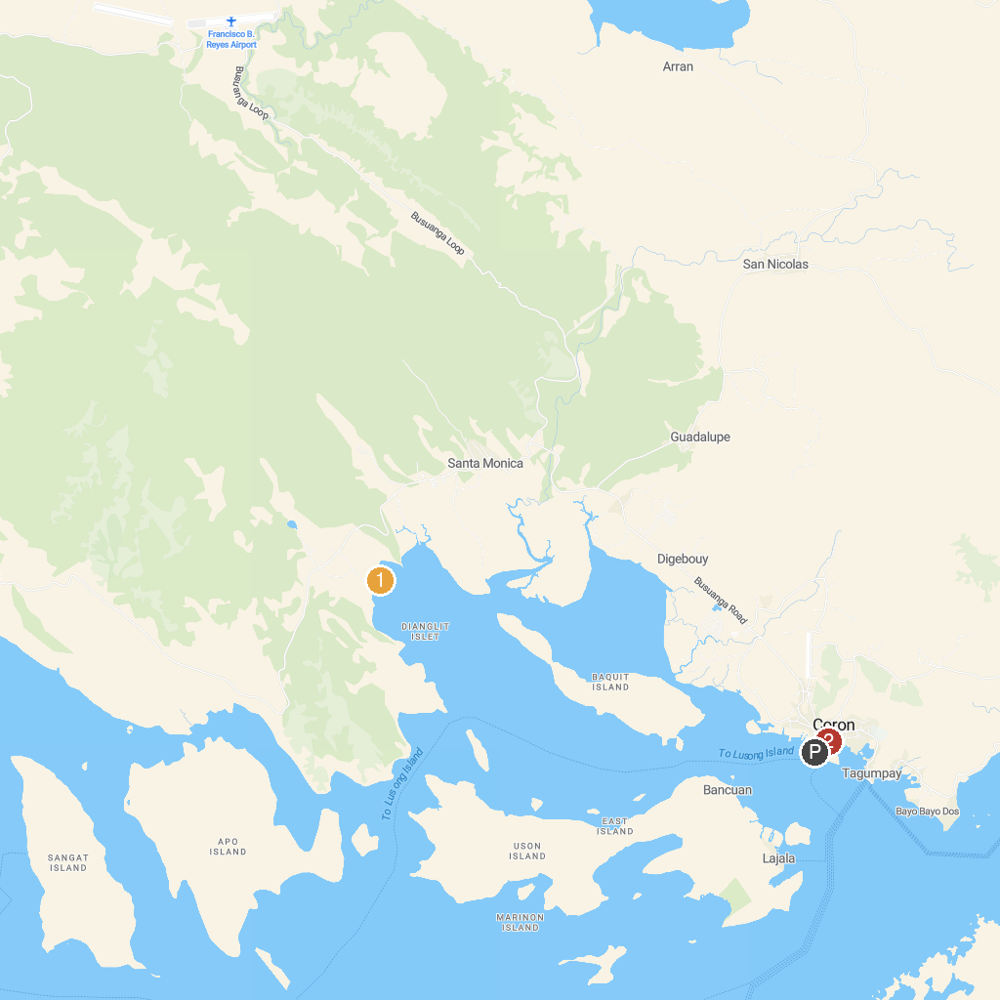 Francisco B.
Reyes Airport
Arran
Busuanga Loop
Busuanga Loop
San Nicolas
Guadalupe
Santa Monica
Digebouy
1
Busuanga Road
DIANGLIT
ISLET
BAQUIT
ISLAND
Coron
2
P
To Lusong Island
To Lusong Island
Tagumpay
Bancuan
Bayo Bayo Dos
EAST
ISLAND
APO
ISLAND
USON
ISLAND
SANGAT
ISLAND
Lajala
MARINON
ISLAND